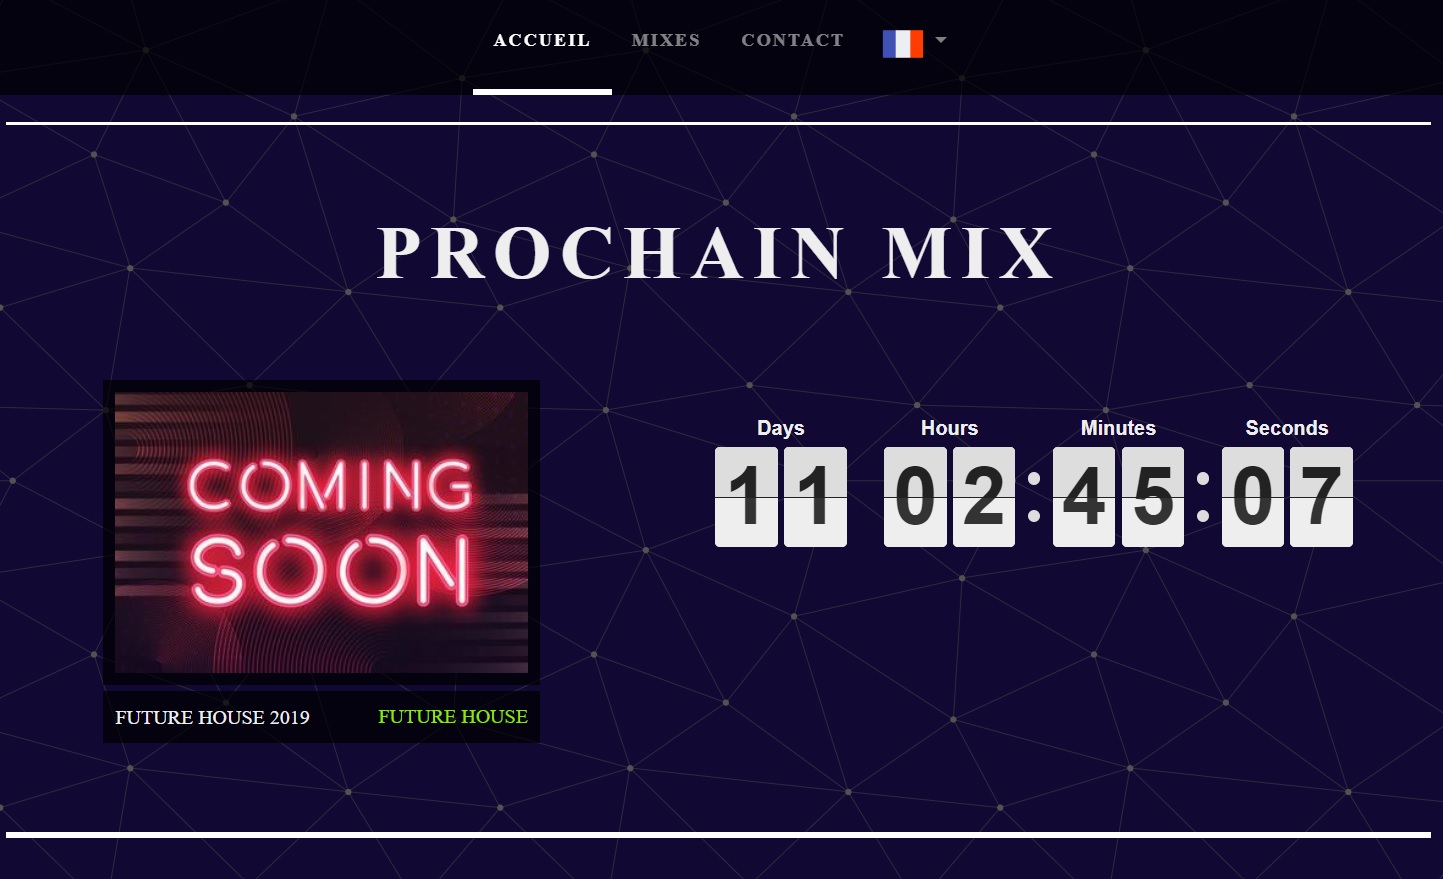 ACCUEIL MIXES CONTACT
PROCHAIN MIX
COMING
SOON
FUTURE HOUSE 2019 FUTURE HOUSE
Days Hours Minutes Seconds
11 02:45:07